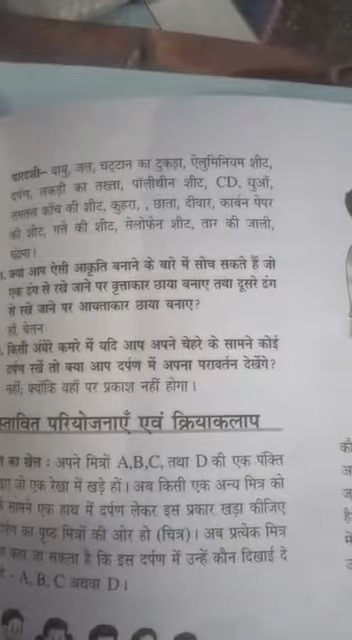 पारदर्शी– वायु, जल, चट्टान का टुकड़ा, ऐलुमिनियम शीट,
दर्पण, लकड़ी का तख्ता, पॉलीथीन शीट, CD, धुआँ,
समतल काँच की शीट, कुहरा, , छाता, दीवार, कार्बन पेपर
की शीट, गत्ते की शीट, सेलोफेन शीट, तार की जाली,
क्या आप ऐसी आकृति बनाने के बारे में सोच सकते हैं जो
एक ढंग से रखे जाने पर वृत्ताकार छाया बनाए तथा दूसरे ढंग
से रखे जाने पर आयताकार छाया बनाए?
हाँ, बेलन
किसी अंधेरे कमरे में यदि आप अपने चेहरे के सामने कोई
दर्पण रखें तो क्या आप दर्पण में अपना परावर्तन देखेंगे?
नहीं; क्योंकि वहाँ पर प्रकाश नहीं होगा।
स्तावित परियोजनाएँ एवं क्रियाकलाप
का खेल : अपने मित्रों A,B,C, तथा D की एक पंक्ति
जो एक रेखा में खड़े हों। अब किसी एक अन्य मित्र को
सामने एक हाथ में दर्पण लेकर इस प्रकार खड़ा कीजिए
का पृष्ठ मित्रों की ओर हो (चित्र)। अब प्रत्येक मित्र
कहा जा सकता है कि इस दर्पण में उन्हें कौन दिखाई दे
- A, B, C अथवा D।